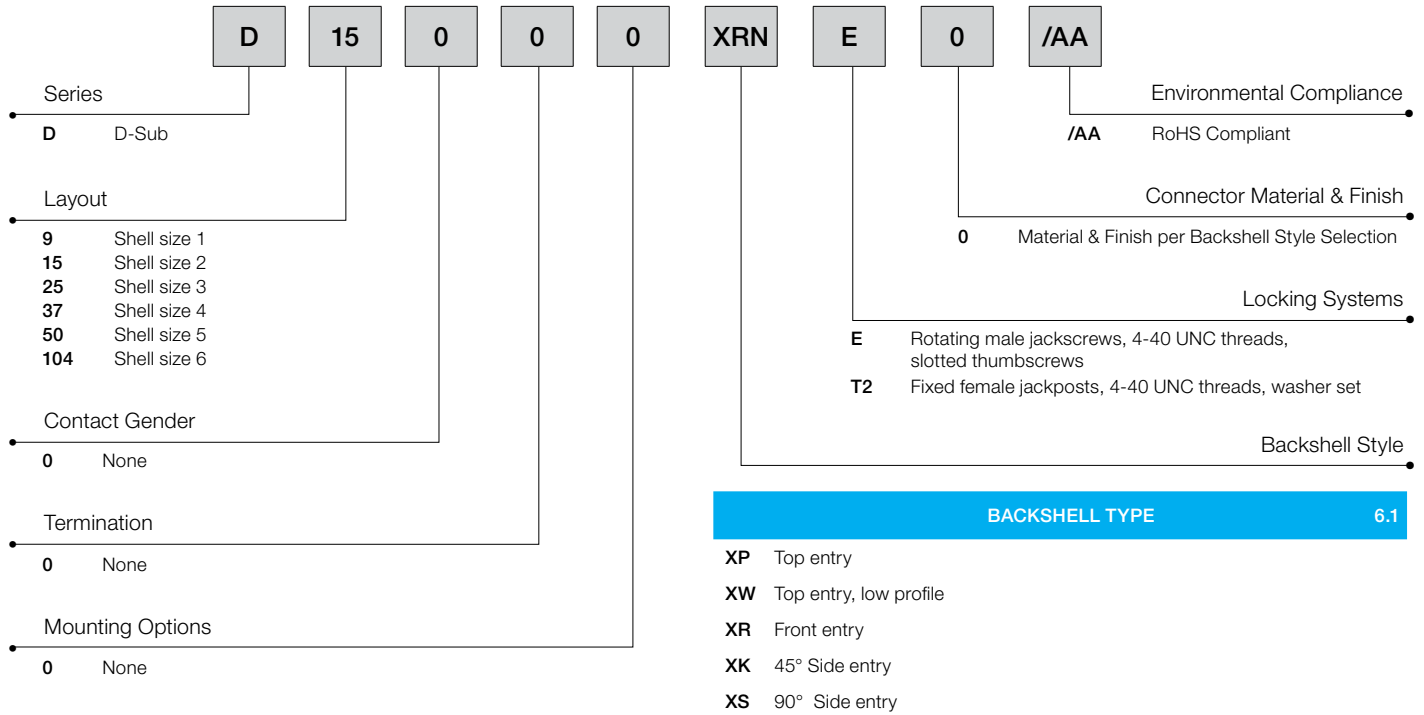 D 15 0 0 0 XRN E 0 /AA
Series
D D-Sub
Layout
9 Shell size 1
15 Shell size 2
25 Shell size 3
37 Shell size 4
50 Shell size 5
104 Shell size 6
Contact Gender
0 None
Termination
0 None
Mounting Options
0 None
Environmental Compliance
/AA RoHS Compliant
Connector Material & Finish
0 Material & Finish per Backshell Style Selection
Locking Systems
E Rotating male jackscrews, 4-40 UNC threads,
slotted thumbscrews
T2 Fixed female jackposts, 4-40 UNC threads, washer set
Backshell Style
BACKSHELL TYPE 6.1
XP Top entry
XW Top entry, low profile
XR Front entry
XK 45° Side entry
XS 90° Side entry